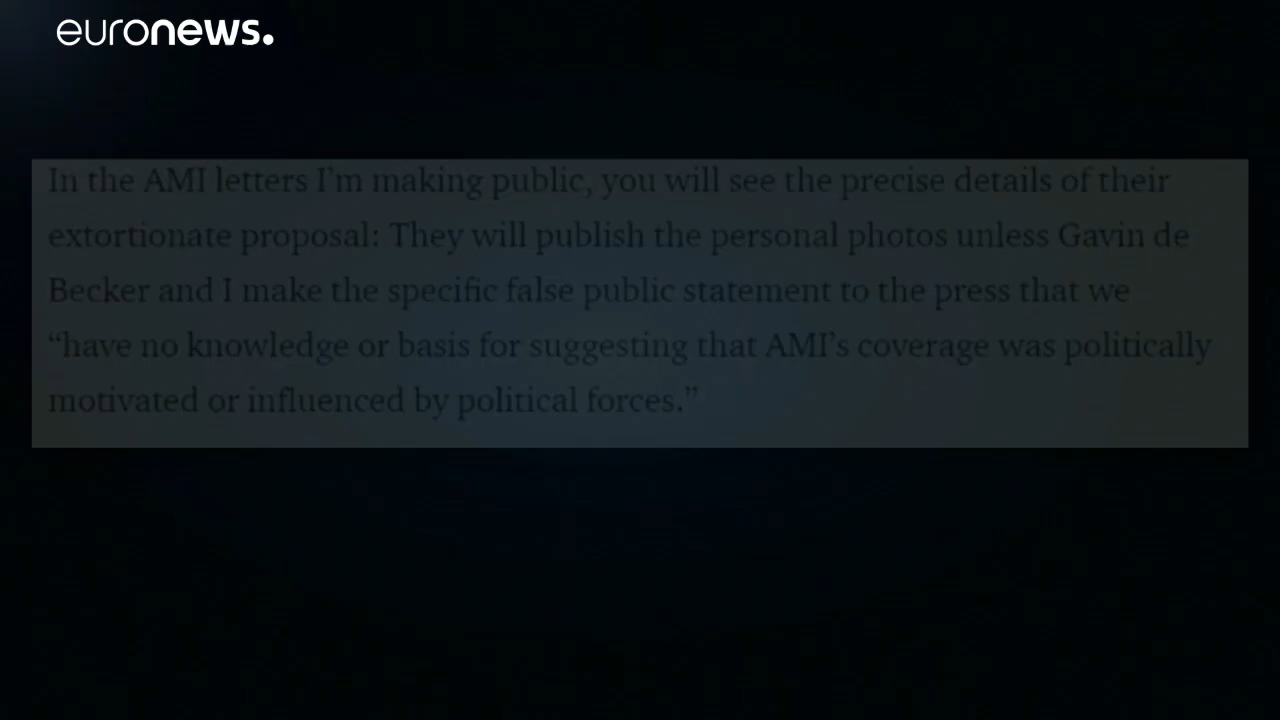 euronews.
In the AMI letters I'm making public, you will see the precise details of their
extortionate proposal: They will publish the personal photos unless Gavin de
Becker and I make the specific false public statement to the press that we
“have no knowledge or basis for suggesting that AMI’s coverage was politically
motivated or influenced by political forces.”